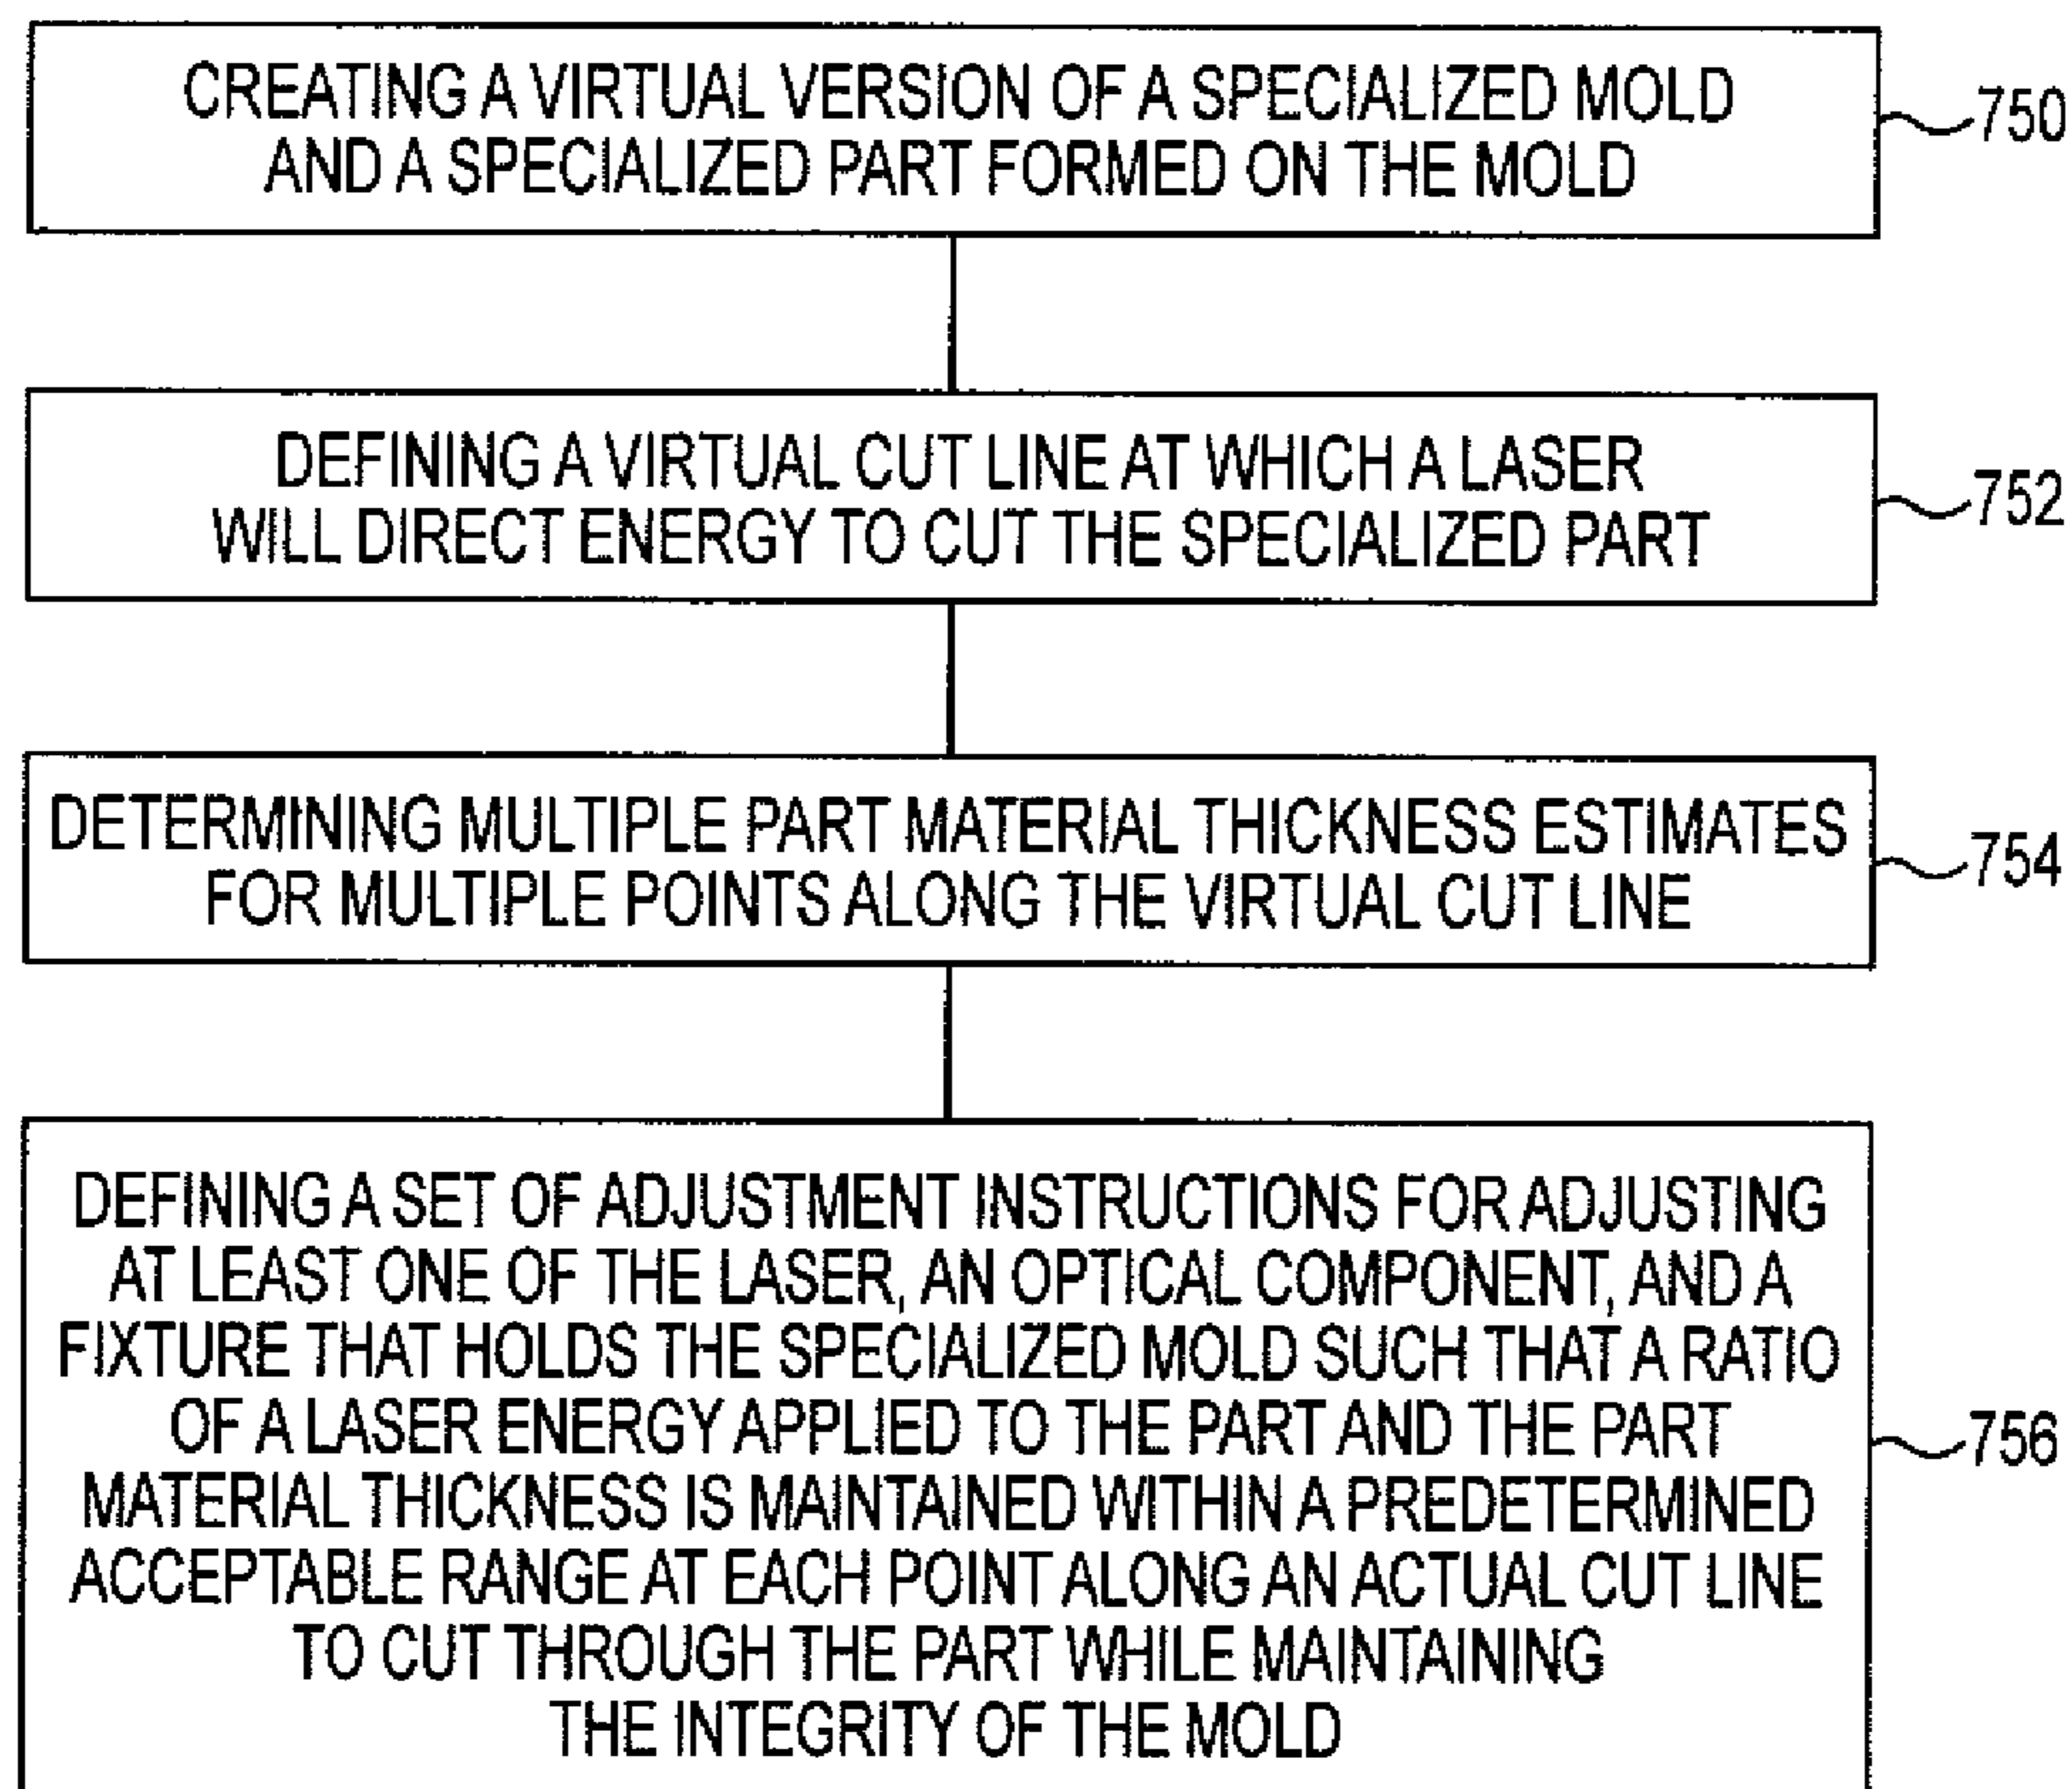 CREATING A VIRTUAL VERSION OF A SPECIALIZED MOLD
AND A SPECIALIZED PART FORMED ON THE MOLD
750
DEFINING A VIRTUAL CUT LINE AT WHICH A LASER
WILL DIRECT ENERGY TO CUT THE SPECIALIZED PART
752
DETERMINING MULTIPLE PART MATERIAL THICKNESS ESTIMATES
FOR MULTIPLE POINTS ALONG THE VIRTUAL CUT LINE
754
DEFINING A SET OF ADJUSTMENT INSTRUCTIONS FOR ADJUSTING
AT LEAST ONE OF THE LASER, AN OPTICAL COMPONENT, AND A
FIXTURE THAT HOLDS THE SPECIALIZED MOLD SUCH THAT A RATIO
OF A LASER ENERGY APPLIED TO THE PART AND THE PART
MATERIAL THICKNESS IS MAINTAINED WITHIN A PREDETERMINED
ACCEPTABLE RANGE AT EACH POINT ALONG AN ACTUAL CUT LINE
TO CUT THROUGH THE PART WHILE MAINTAINING
THE INTEGRITY OF THE MOLD
756